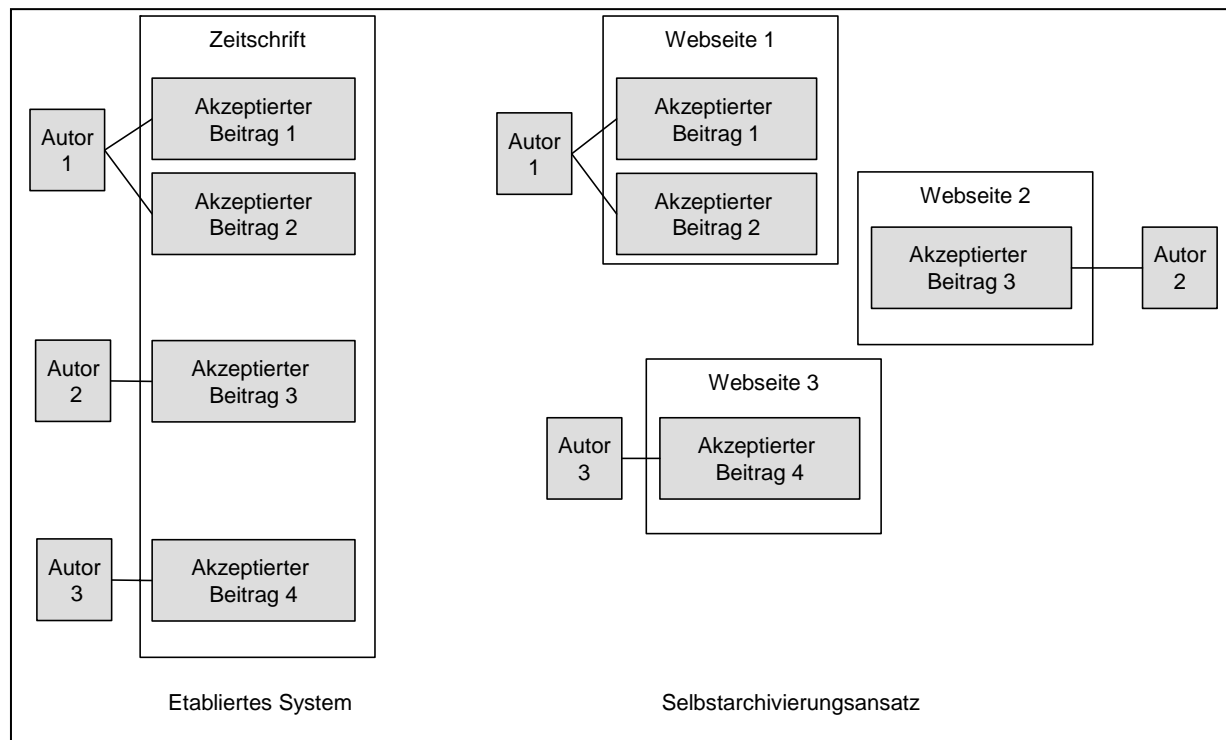 Zeitschrift
Autor
1
Akzeptierter
Beitrag 1
Akzeptierter
Beitrag 2
Autor
2
Akzeptierter
Beitrag 3
Autor
3
Akzeptierter
Beitrag 4
Etabliertes System
Webseite 1
Autor
1
Akzeptierter
Beitrag 1
Akzeptierter
Beitrag 2
Webseite 2
Akzeptierter
Beitrag 3
Autor
2
Webseite 3
Autor
3
Akzeptierter
Beitrag 4
Selbstarchivierungsansatz